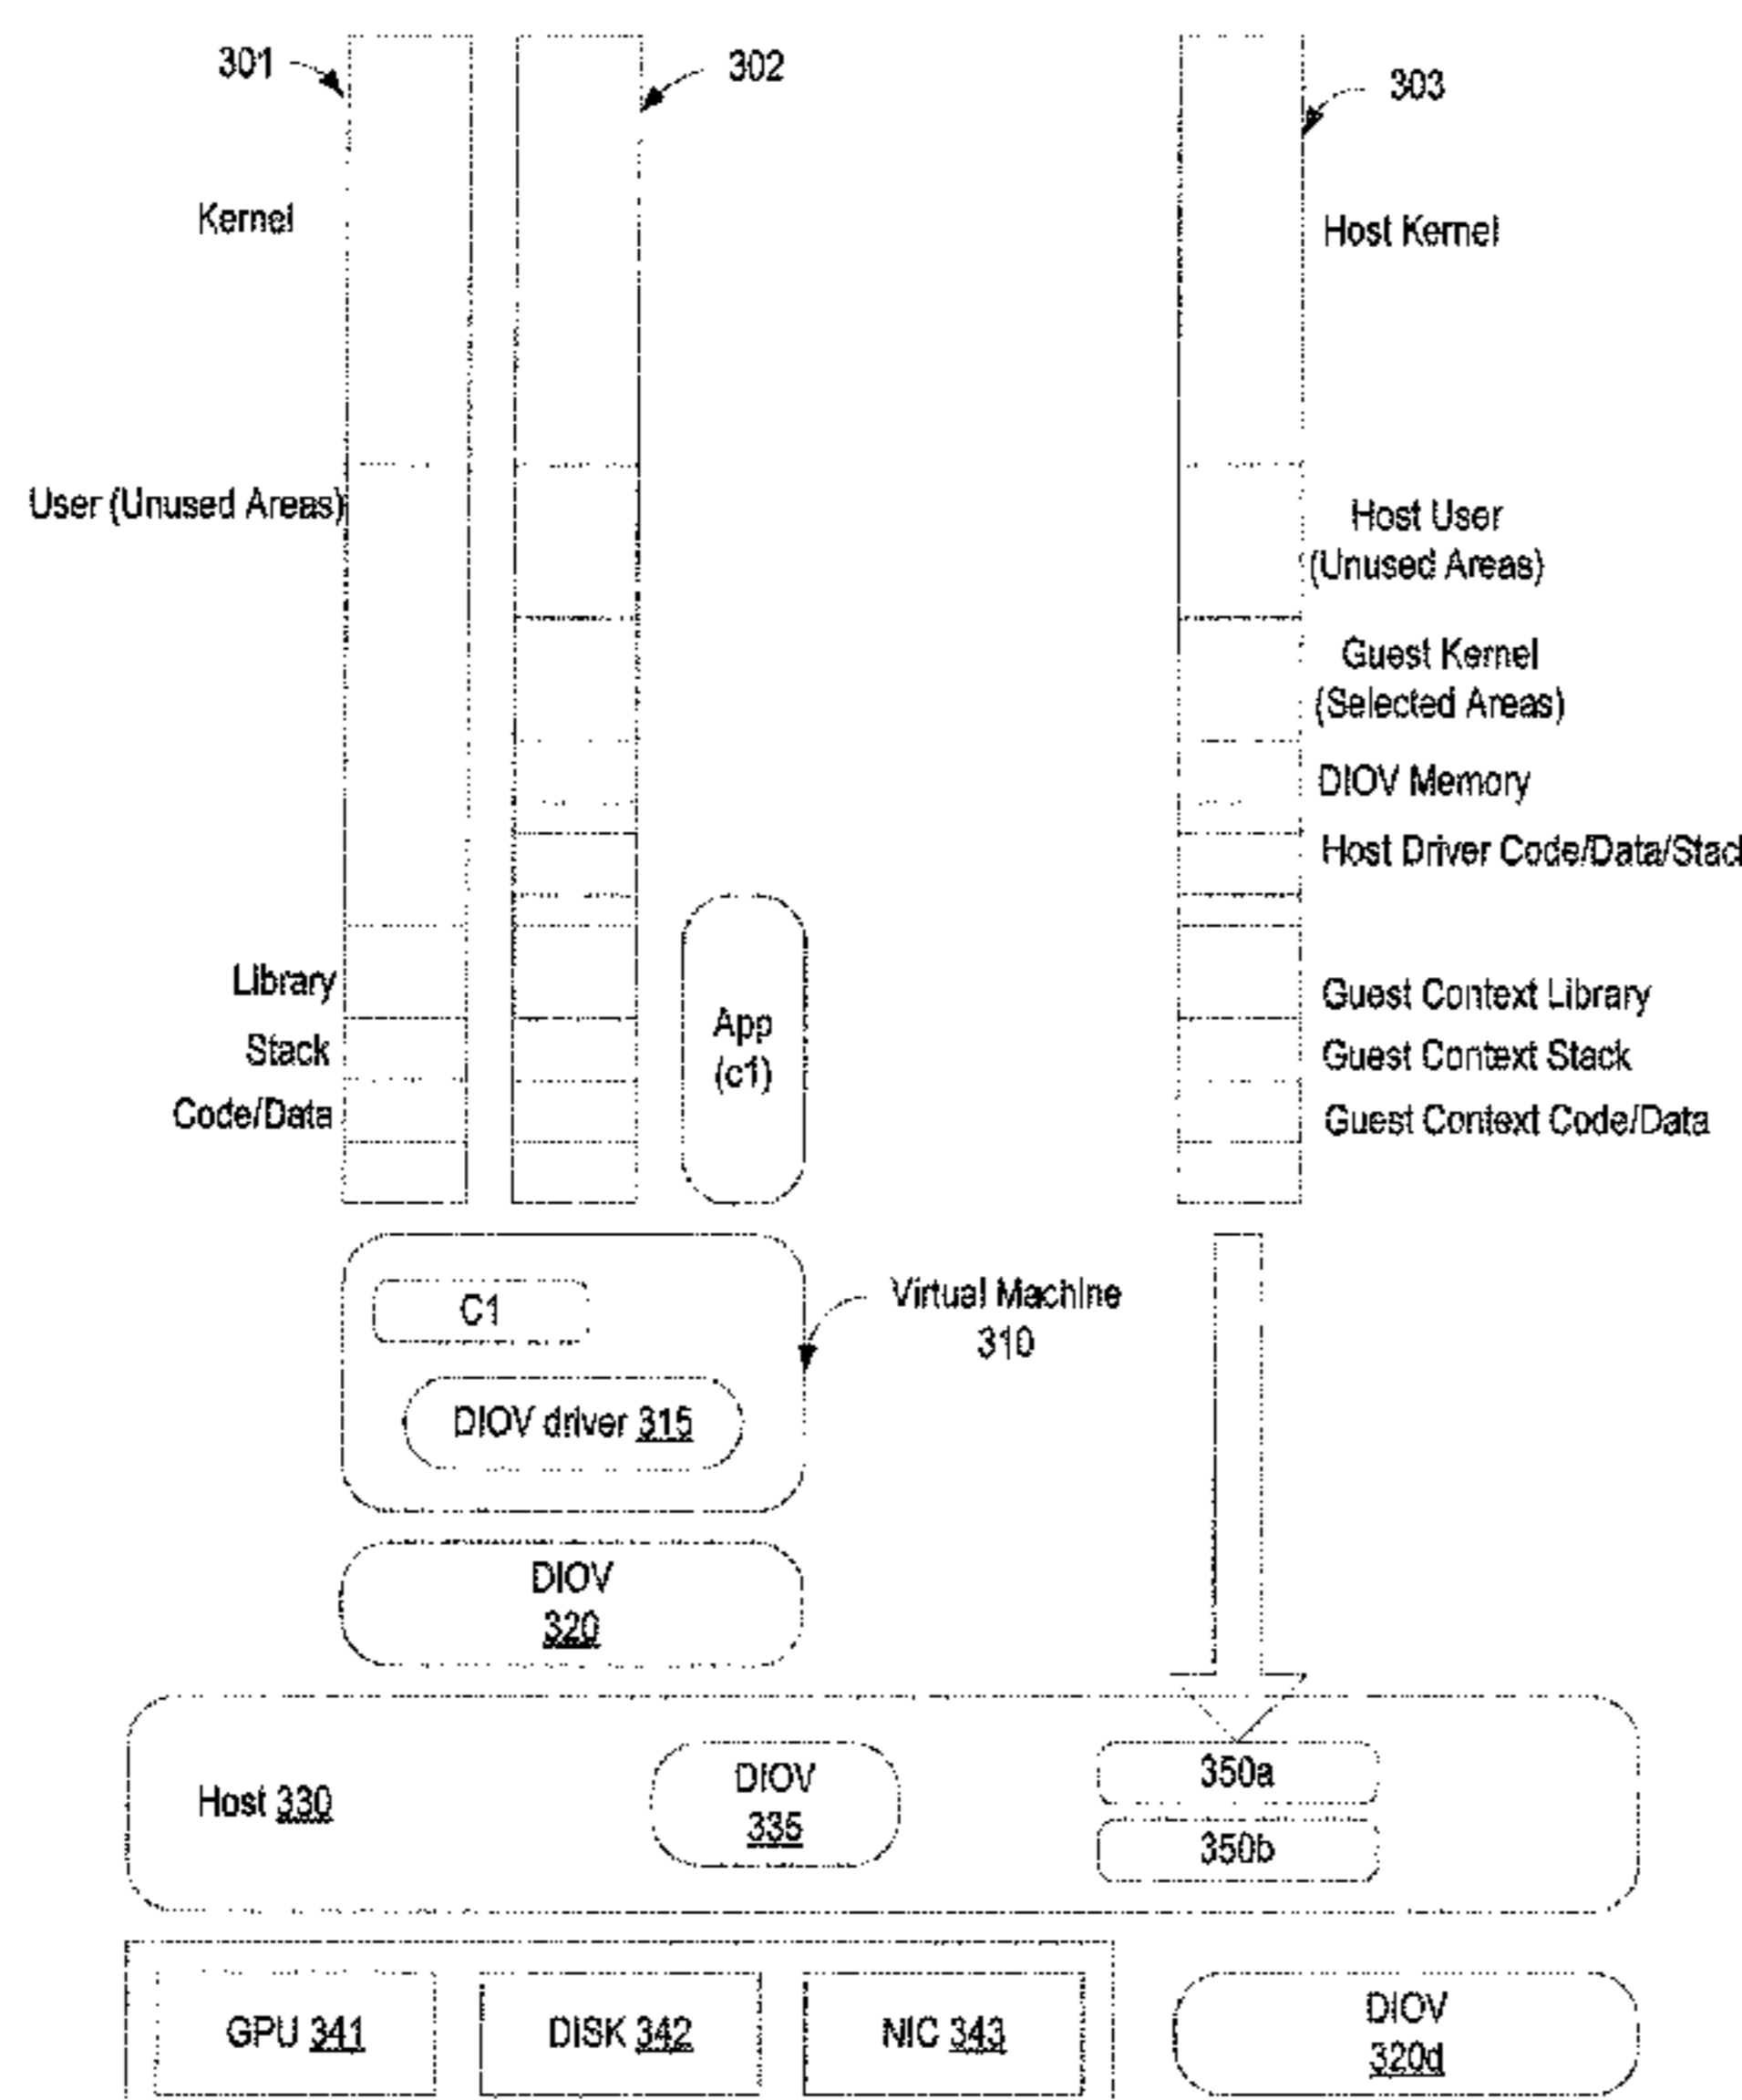 301
302
303
Kernel
Host Kernel
User (Unused Areas)
Host User
(Unused Areas)
Guest Kernel
(Selected Areas)
DIOV Memory
Host Driver Code/Data/Stac
App
(c1)
Library
Guest Context Library
Stack
Guest Context Stack
Code/Data
Guest Context Code/Data
C1
Virtual Machine
310
DIOV driver 315
DIOV
320
Host 330
DIOV
335
350a
350b
GPU 341
DISK 342
NIC 343
DIOV
320d